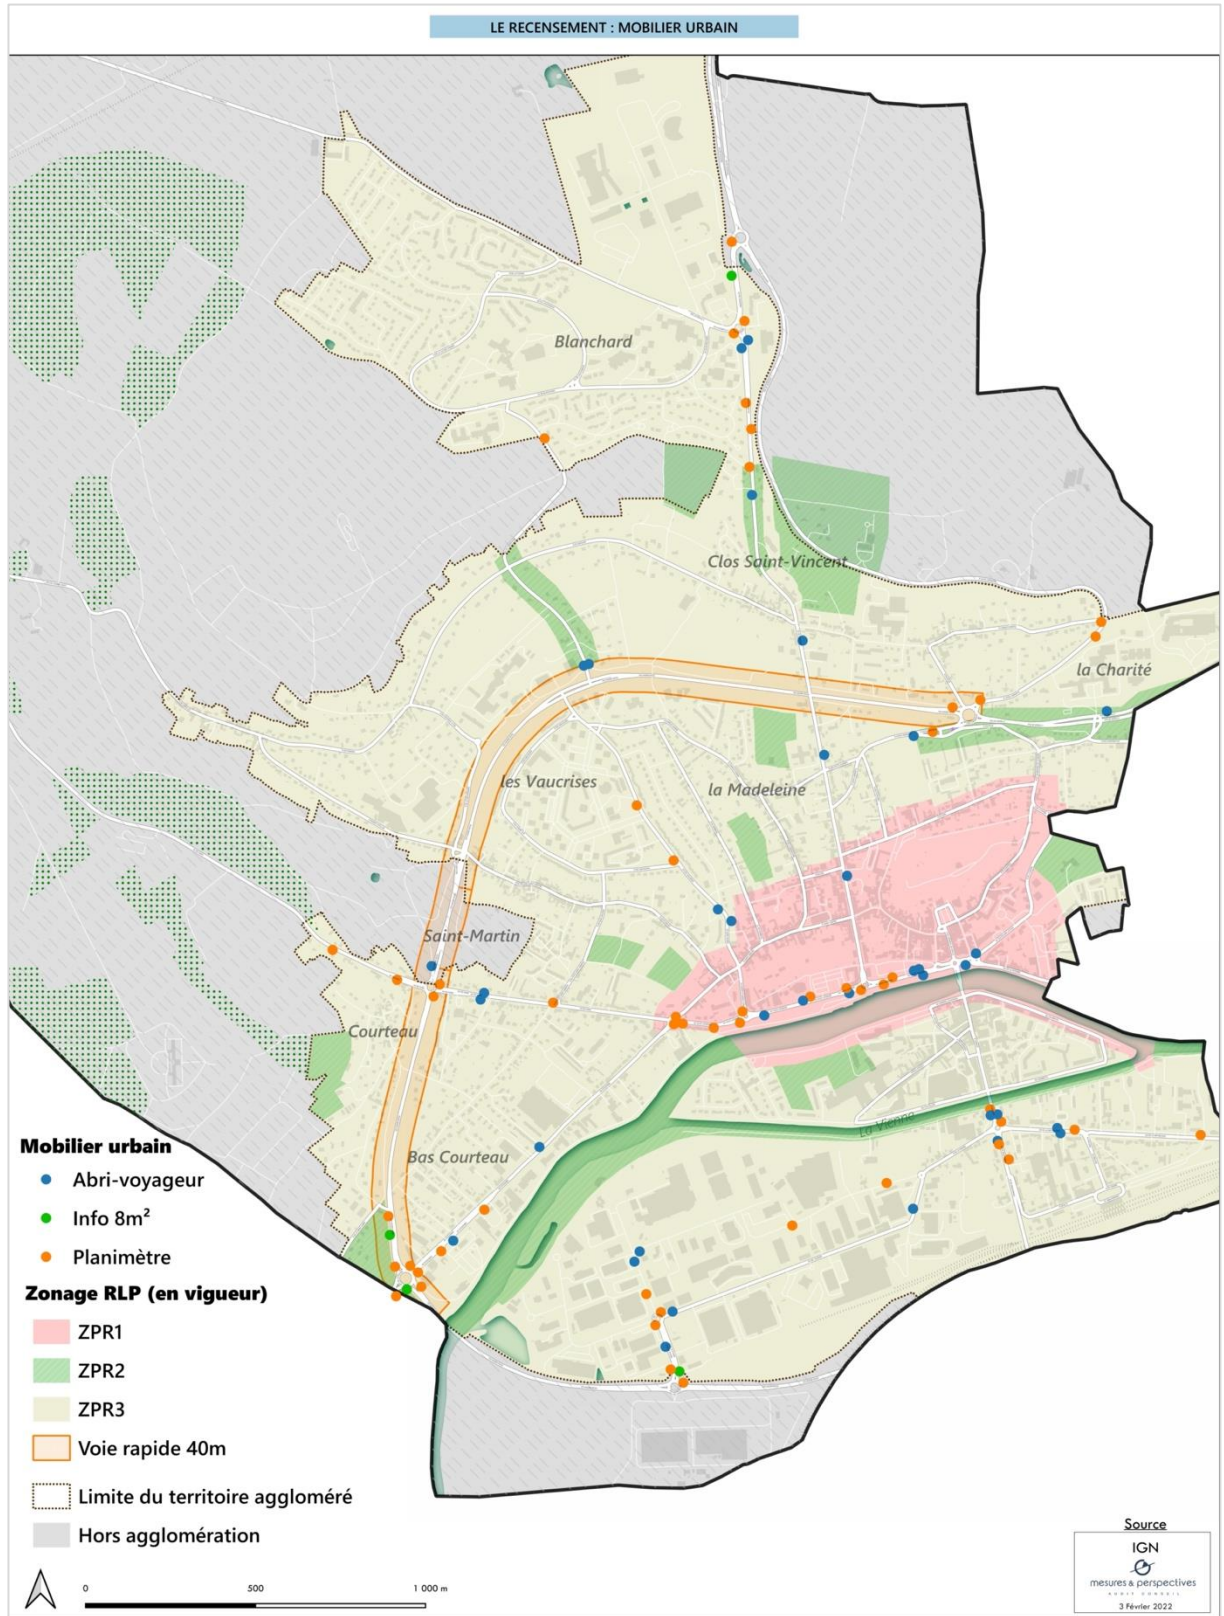 LE RECENSEMENT : MOBILIER URBAIN
Blanchard
Clos Saint-Vincent
la Charité
les Vaucrises
la Madeleine
Saint-Martin
Courteau
La Vienne
Bas Courteau
Mobilier urbain
Abri-voyageur
Info 8m²
Planimètre
Zonage RLP (en vigueur)
ZPR1
ZPR2
ZPR3
Voie rapide 40m
Limite du territoire aggloméré
Hors agglomération
0 500 1 000 m
Source
IGN
mesures & perspectives
AUDIT CONSEIL
3 Février 2022